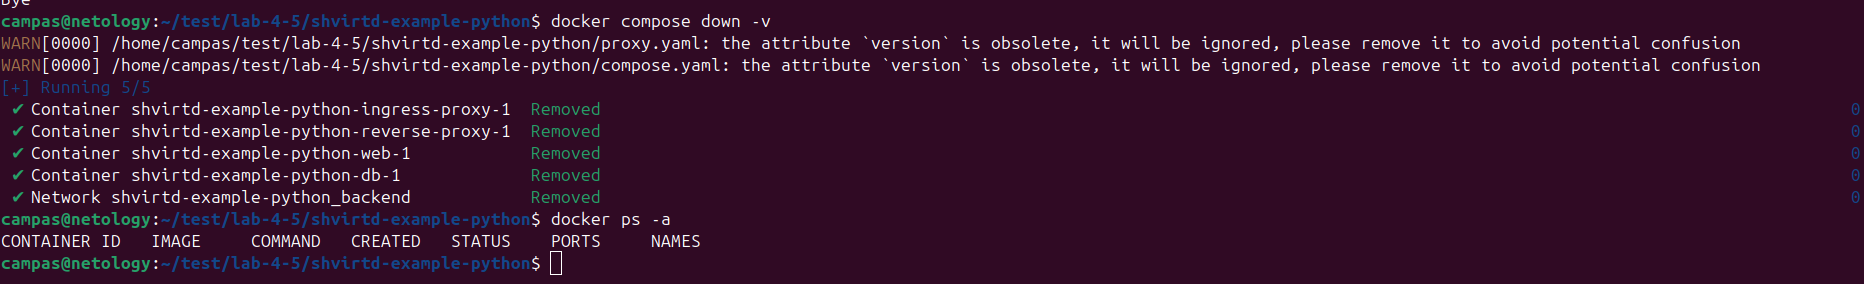 Bye
campas@netology:~/test/lab-4-5/shvirtd-example-python$ docker compose down -v
WARN[0000] /home/campas/test/lab-4-5/shvirtd-example-python/proxy.yaml: the attribute `version` is obsolete, it will be ignored, please remove it to avoid potential confusion
WARN[0000] /home/campas/test/lab-4-5/shvirtd-example-python/compose.yaml: the attribute `version` is obsolete, it will be ignored, please remove it to avoid potential confusion
[+] Running 5/5
✔ Container shvirtd-example-python-ingress-proxy-1 Removed 0
✔ Container shvirtd-example-python-reverse-proxy-1 Removed 0
✔ Container shvirtd-example-python-web-1 Removed 0
✔ Container shvirtd-example-python-db-1 Removed 0
✔ Network shvirtd-example-python_backend Removed 0
campas@netology:~/test/lab-4-5/shvirtd-example-python$ docker ps -a
CONTAINER ID IMAGE COMMAND CREATED STATUS PORTS NAMES
campas@netology:~/test/lab-4-5/shvirtd-example-python$